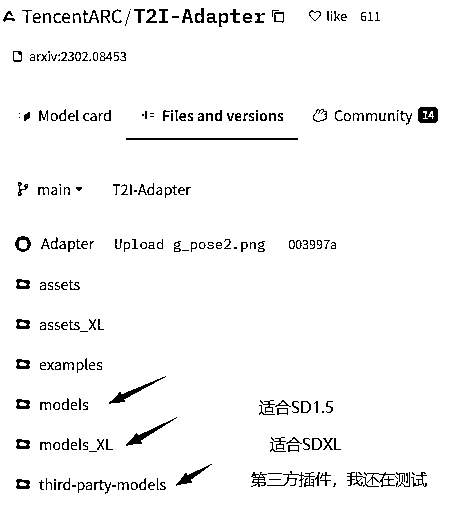 TencentARC/T2I-Adapter like 611
arxiv:2302.08453
Model card Files and versions Community 14
main T2I-Adapter
Adapter Upload g_pose2.png 003997a
assets
assets_XL
examples
models 适合SD1.5
models_XL 适合SDXL
third-party-models 第三方插件，我还在测试